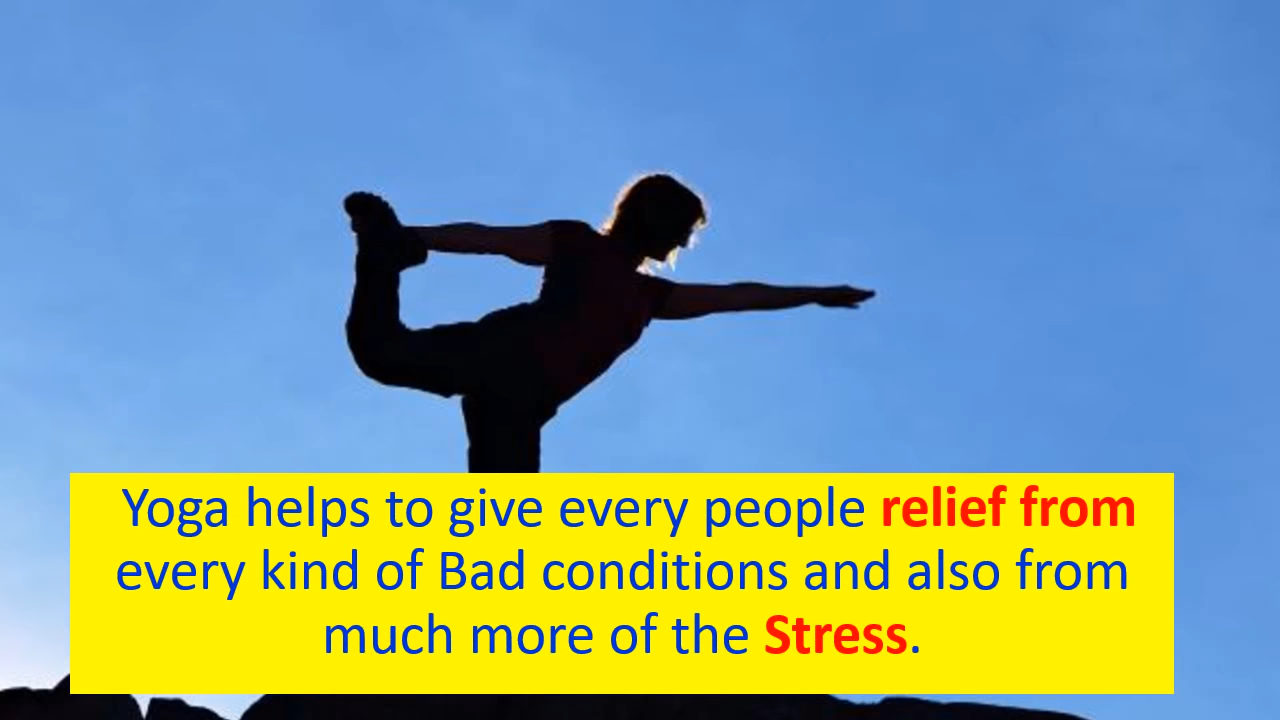 Yoga helps to give every people relief from
every kind of Bad conditions and also from
much more of the Stress.